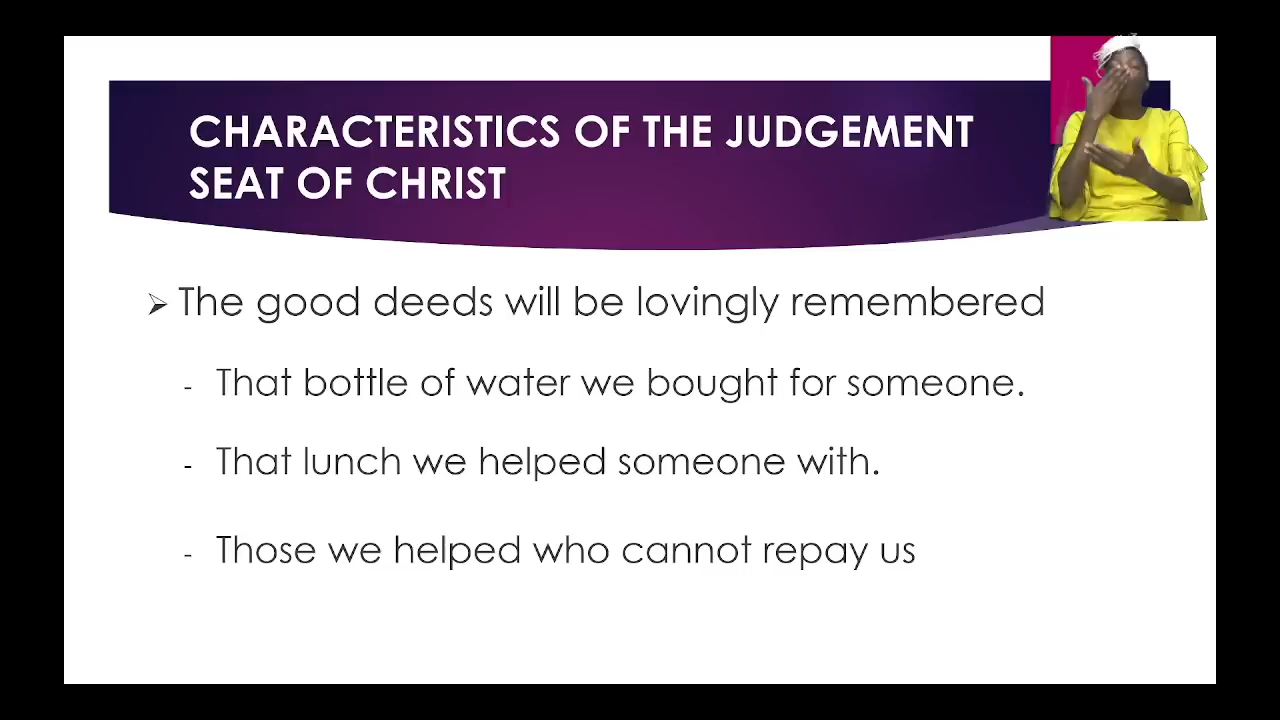 CHARACTERISTICS OF THE JUDGEMENT
SEAT OF CHRIST
➢ The good deeds will be lovingly remembered
- That bottle of water we bought for someone.
- That lunch we helped someone with.
- Those we helped who cannot repay us